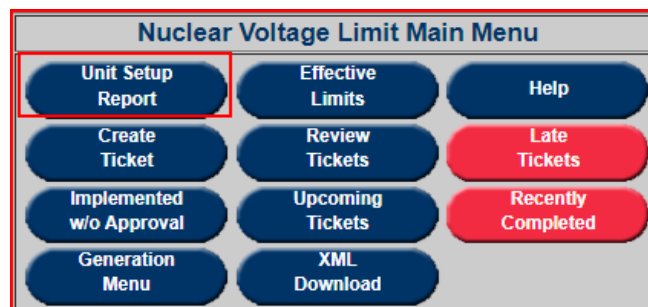 Nuclear Voltage Limit Main Menu
Unit Setup
Report
Effective
Limits
Help
Create
Ticket
Review
Tickets
Late
Tickets
Implemented
w/o Approval
Upcoming
Tickets
Recently
Completed
Generation
Menu
XML
Download